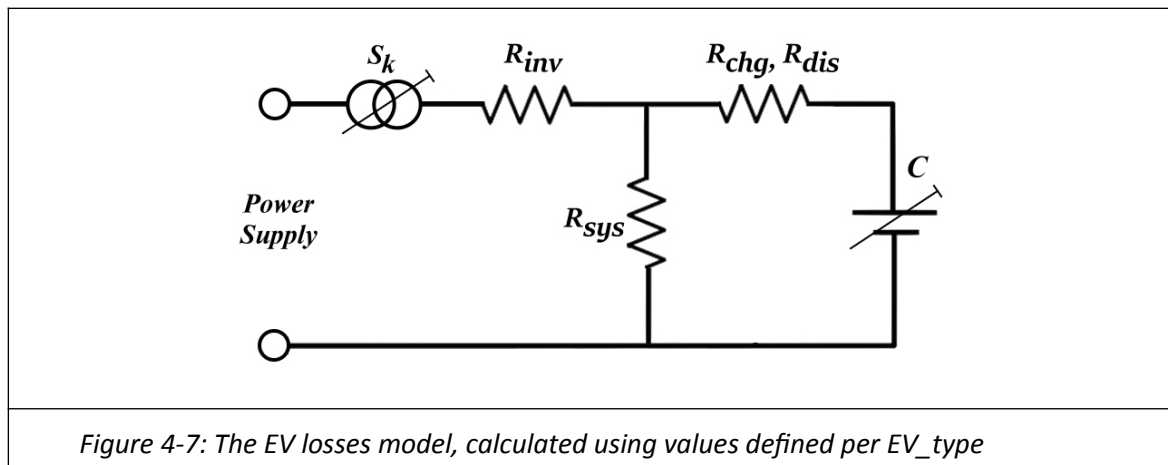 S_k
R_inv
R_chg, R_dis
C
Power
Supply
R_sys
Figure 4-7: The EV losses model, calculated using values defined per EV_type